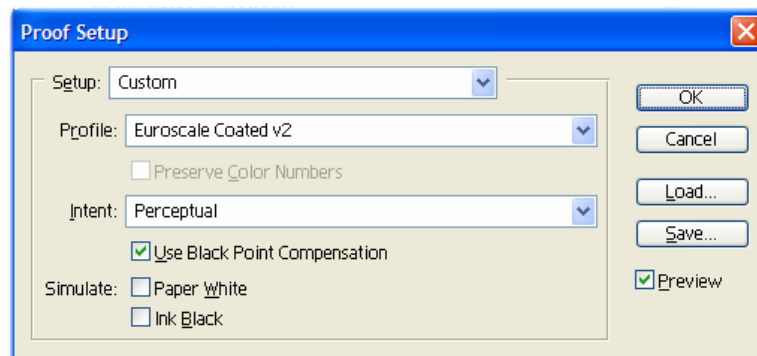 Proof Setup
Setup: Custom
Profile: Euroscale Coated v2
Preserve Color Numbers
Intent: Perceptual
Use Black Point Compensation
Simulate: Paper White
Ink Black
OK
Cancel
Load...
Save...
Preview